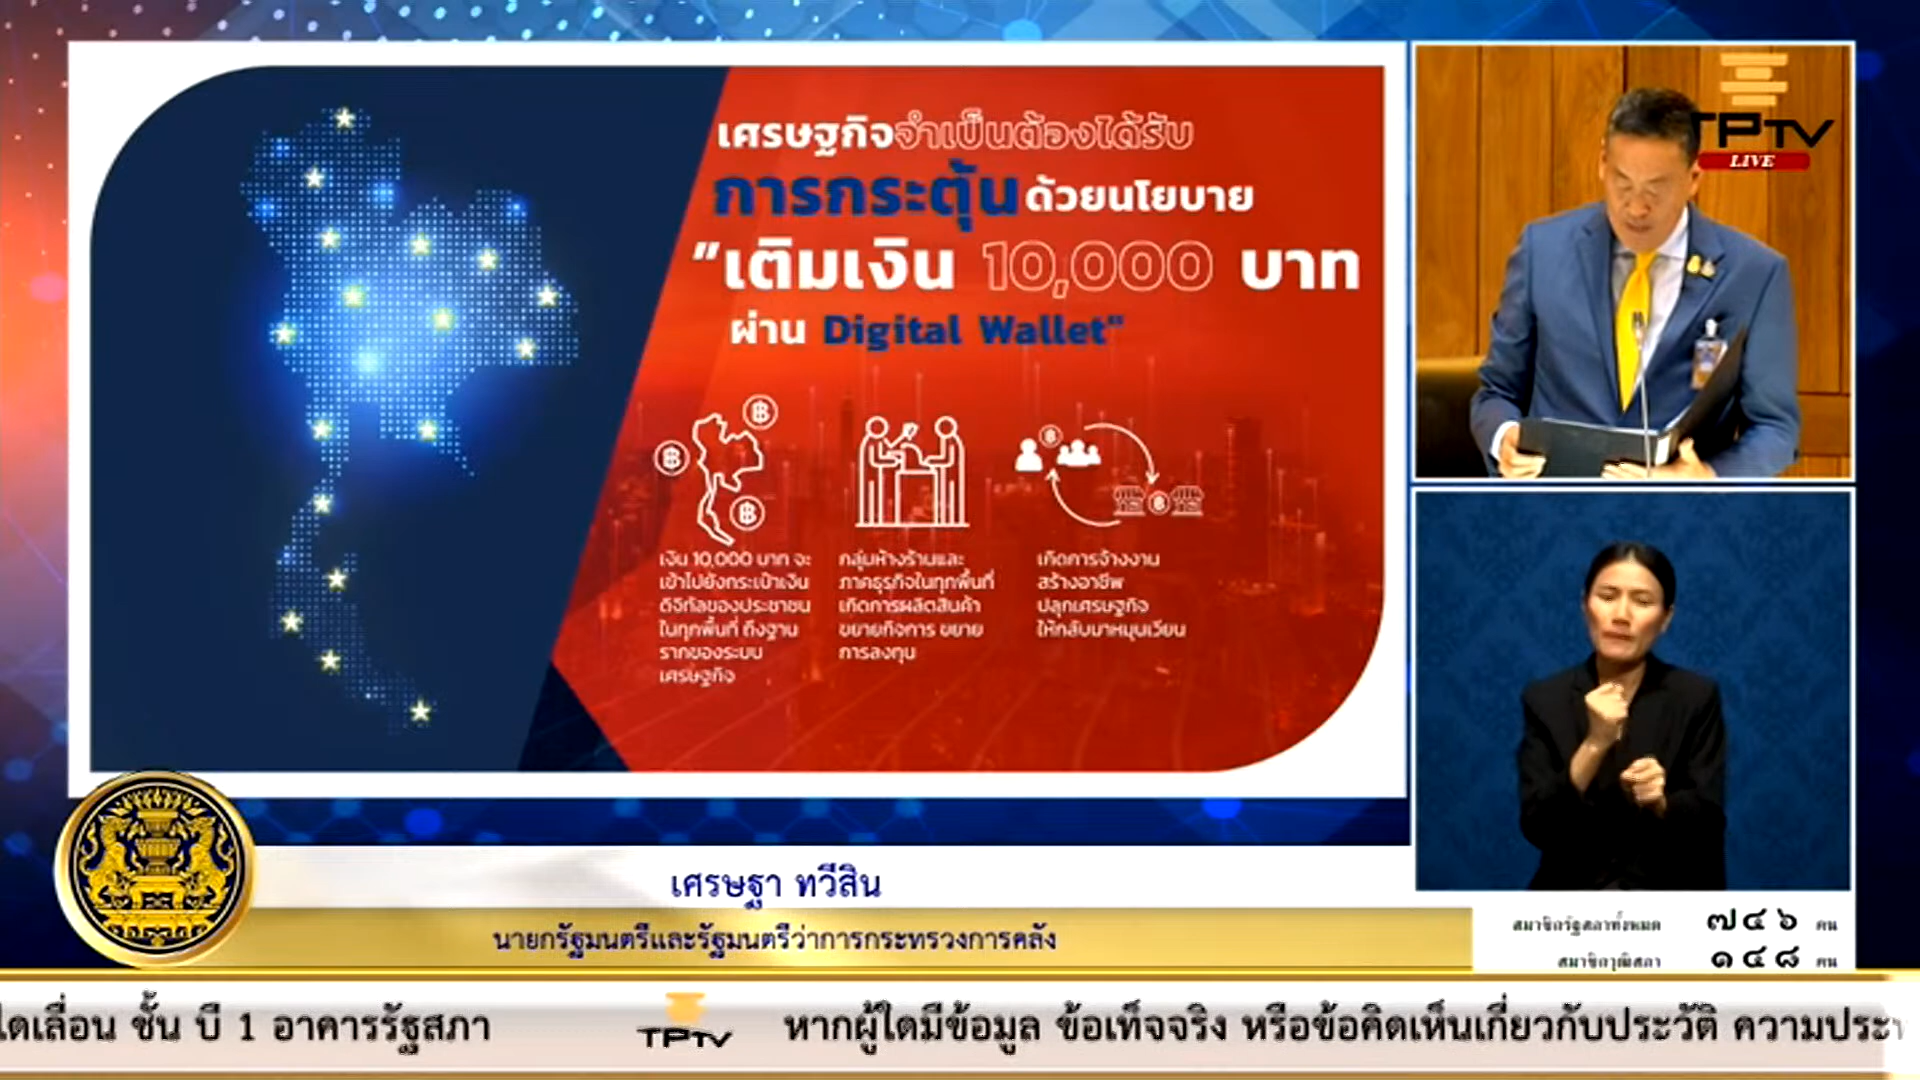 เศรษฐกิจจำเป็นต้องได้รับ
การกระตุ้นด้วยนโยบาย
"เติมเงิน 10,000 บาท
ผ่าน Digital Wallet"
เงิน 10,000 บาท จะ
เข้าไปยังกระเป๋าเงิน
ดิจิทัลของประชาชน
ในทุกพื้นที่ ถึงฐาน
รากของระบบ
เศรษฐกิจ
กลุ่มห้างร้านและ
ภาคธุรกิจในทุกพื้นที่
เกิดการผลิตสินค้า
ขยายกิจการ ขยาย
การลงทุน
เกิดการจ้างงาน
สร้างอาชีพ
ปลุกเศรษฐกิจ
ให้กลับมาหมุนเวียน
TPTV
LIVE
เศรษฐา ทวีสิน
นายกรัฐมนตรีและรัฐมนตรีว่าการกระทรวงการคลัง
สมาชิกรัฐสภาทั้งหมด ๗๔๖ คน
สมาชิกวุฒิสภา ๑๔๘ คน
ไดเลื่อน ชั้น บี 1 อาคารรัฐสภา TPTV หากผู้ใดมีข้อมูล ข้อเท็จจริง หรือข้อคิดเห็นเกี่ยวกับประวัติ ความประ